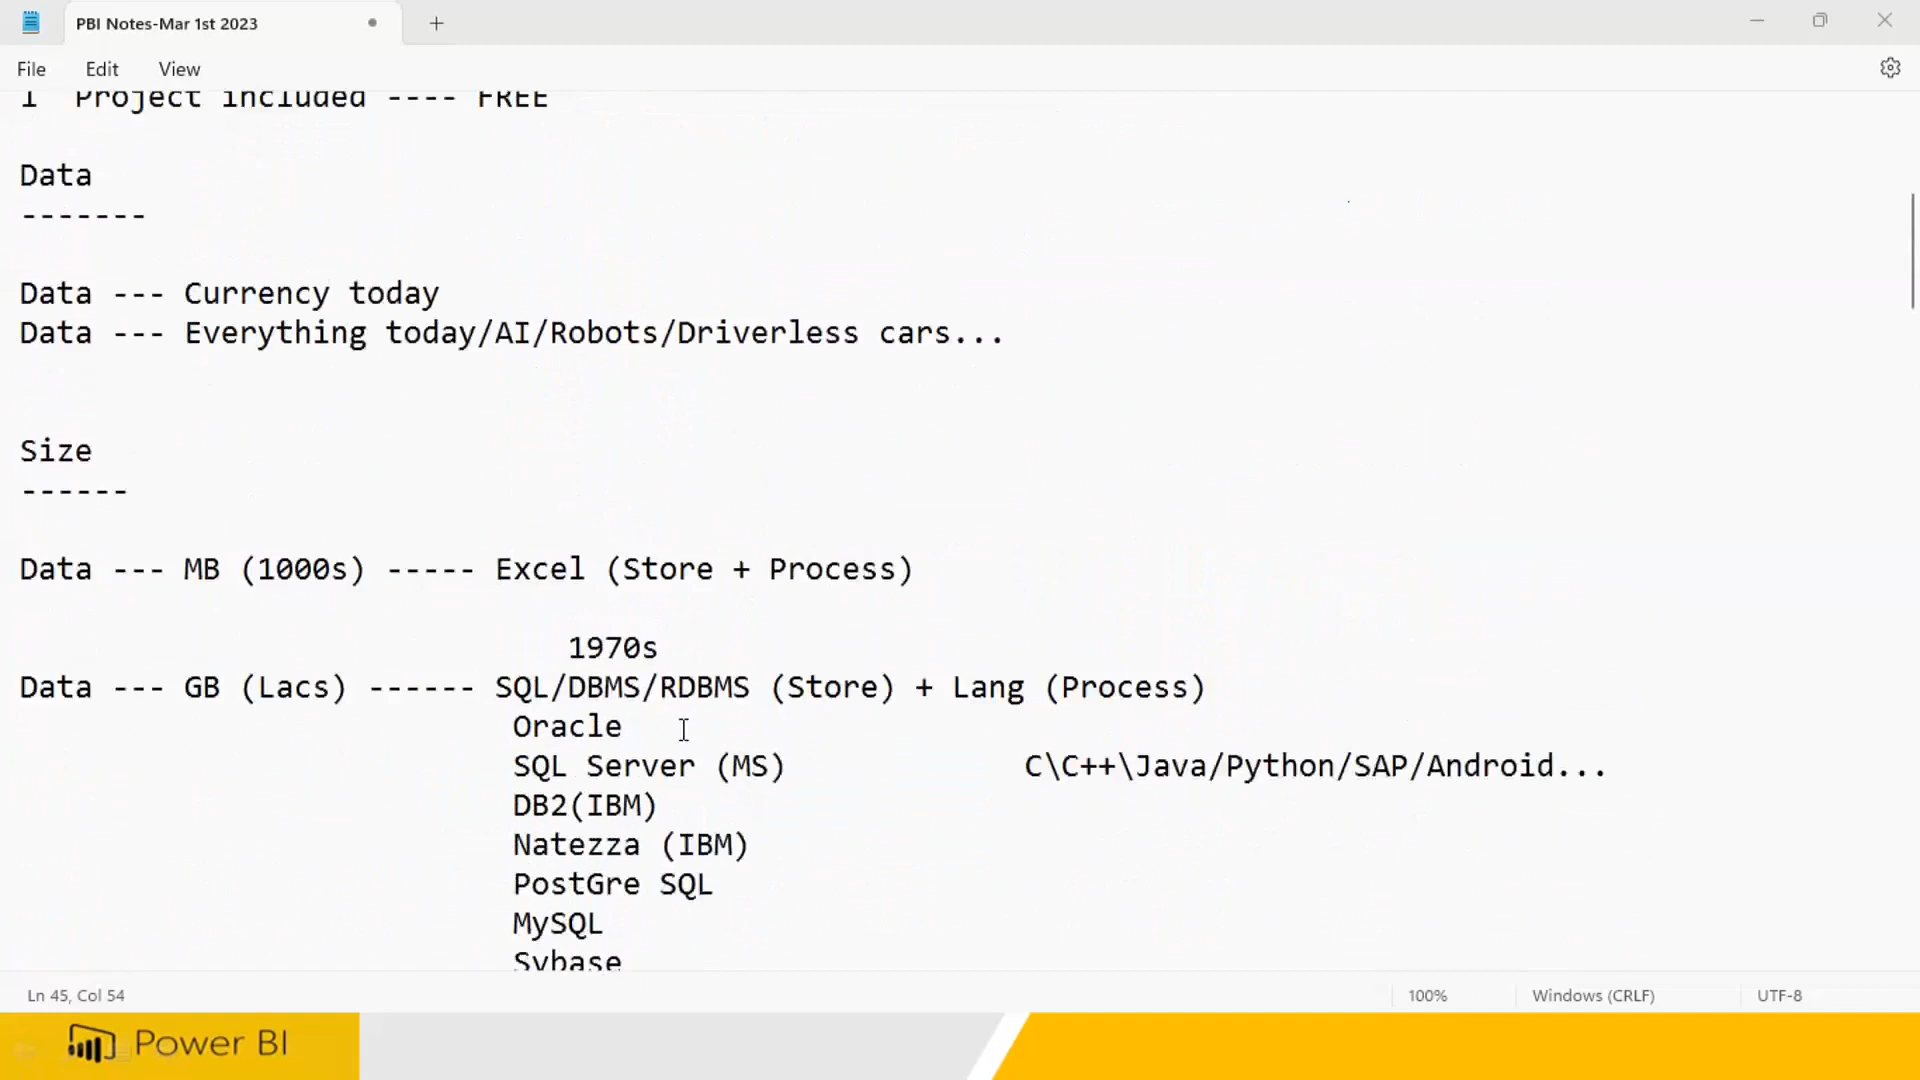 PBI Notes-Mar 1st 2023
File Edit View
1 Project included ---- FREE
Data
-------
Data --- Currency today
Data --- Everything today/AI/Robots/Driverless cars...
Size
------
Data --- MB (1000s) ----- Excel (Store + Process)
1970s
Data --- GB (Lacs) ------ SQL/DBMS/RDBMS (Store) + Lang (Process)
Oracle
SQL Server (MS) C\C++\Java/Python/SAP/Android...
DB2(IBM)
Natezza (IBM)
PostGre SQL
MySQL
Sybase
Ln 45, Col 54 100% Windows (CRLF) UTF-8
Power BI